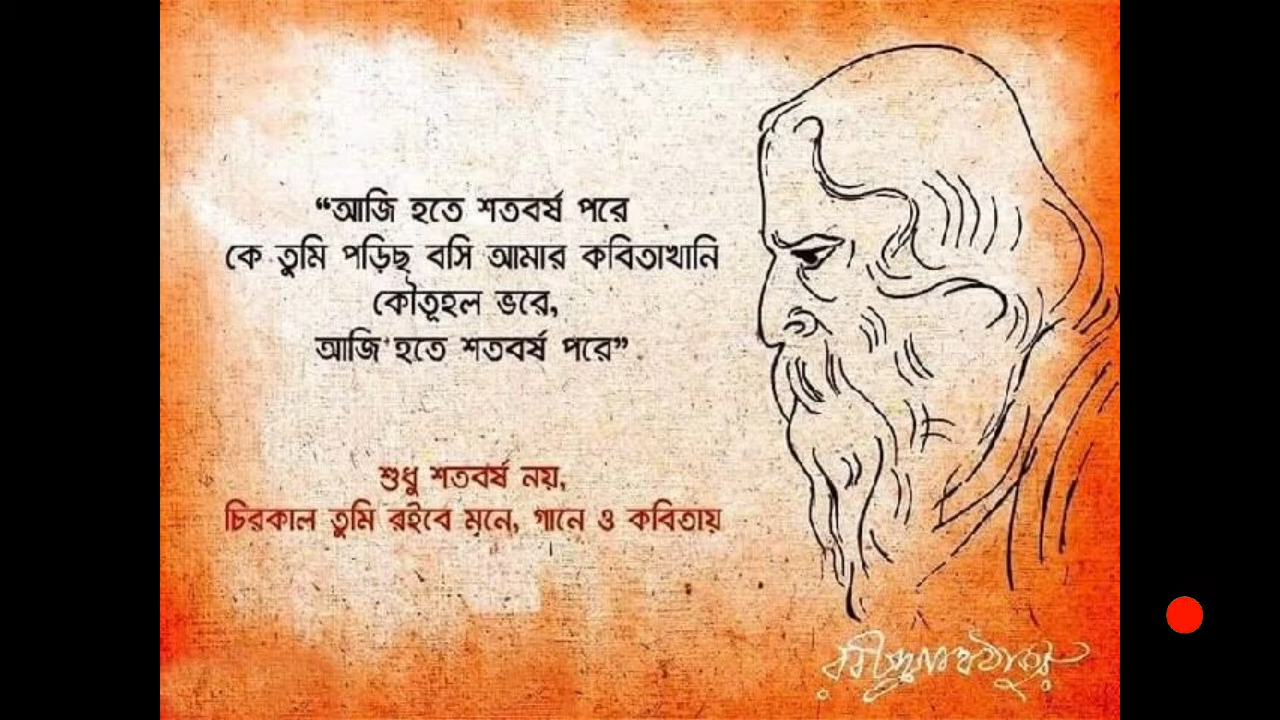 “আজি হতে শতবর্ষ পরে
কে তুমি পড়িছ বসি আমার কবিতাখানি
কৌতূহল ভরে,
আজি হতে শতবর্ষ পরে”
শুধু শতবর্ষ নয়,
চিরকাল তুমি রইবে মনে, গানে ও কবিতায়
রবীন্দ্রনাথ ঠাকুর